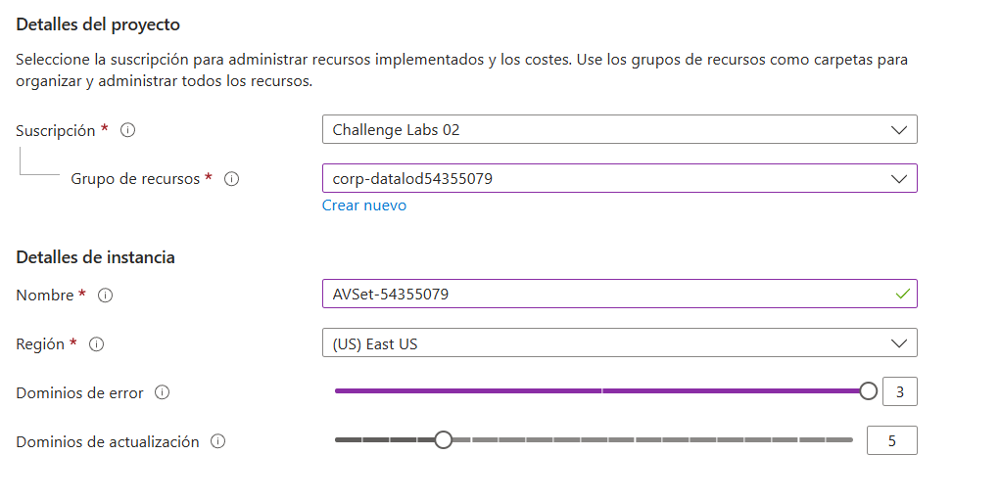 Detalles del proyecto
Seleccione la suscripción para administrar recursos implementados y los costes. Use los grupos de recursos como carpetas para
organizar y administrar todos los recursos.
Suscripción *
Challenge Labs 02
Grupo de recursos *
corp-datalod54355079
Crear nuevo
Detalles de instancia
Nombre *
AVSet-54355079
Región *
(US) East US
Dominios de error
3
Dominios de actualización
5